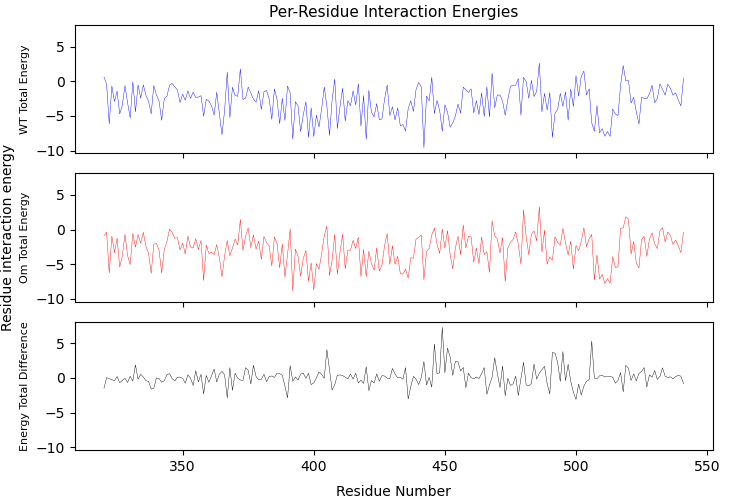 Per-Residue Interaction Energies
Residue interaction energy
WT Total Energy
5
0
−5
−10
Om Total Energy
5
0
−5
−10
Energy Total Difference
5
0
−5
−10
350 400 450 500 550
Residue Number